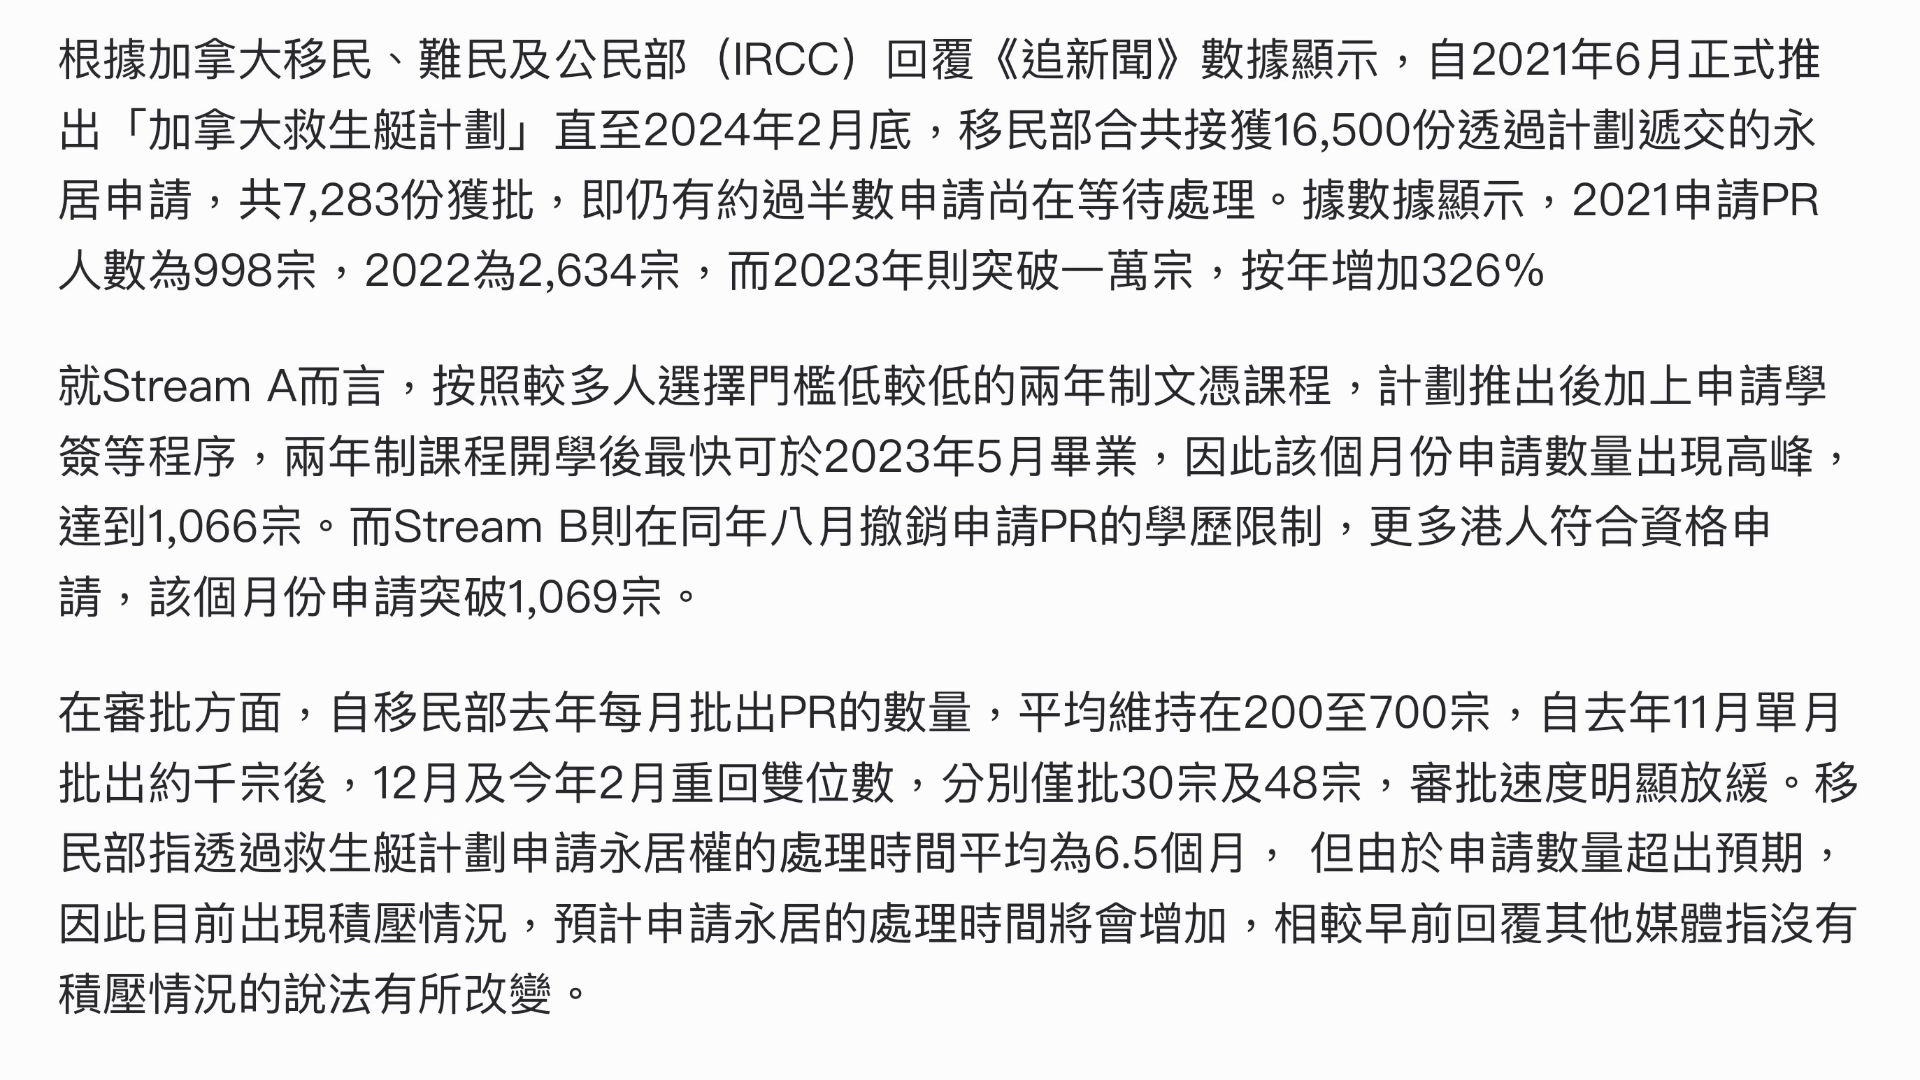 根據加拿大移民、難民及公民部（IRCC）回覆《追新聞》數據顯示，自2021年6月正式推
出「加拿大救生艇計劃」直至2024年2月底，移民部合共接獲16,500份透過計劃遞交的永
居申請，共7,283份獲批，即仍有約過半數申請尚在等待處理。據數據顯示，2021申請PR
人數為998宗，2022為2,634宗，而2023年則突破一萬宗，按年增加326%
就Stream A而言，按照較多人選擇門檻低較低的兩年制文憑課程，計劃推出後加上申請學
簽等程序，兩年制課程開學後最快可於2023年5月畢業，因此該個月份申請數量出現高峰，
達到1,066宗。而Stream B則在同年八月撤銷申請PR的學歷限制，更多港人符合資格申
請，該個月份申請突破1,069宗。
在審批方面，自移民部去年每月批出PR的數量，平均維持在200至700宗，自去年11月單月
批出約千宗後，12月及今年2月重回雙位數，分別僅批30宗及48宗，審批速度明顯放緩。移
民部指透過救生艇計劃申請永居權的處理時間平均為6.5個月， 但由於申請數量超出預期，
因此目前出現積壓情況，預計申請永居的處理時間將會增加，相較早前回覆其他媒體指沒有
積壓情況的說法有所改變。